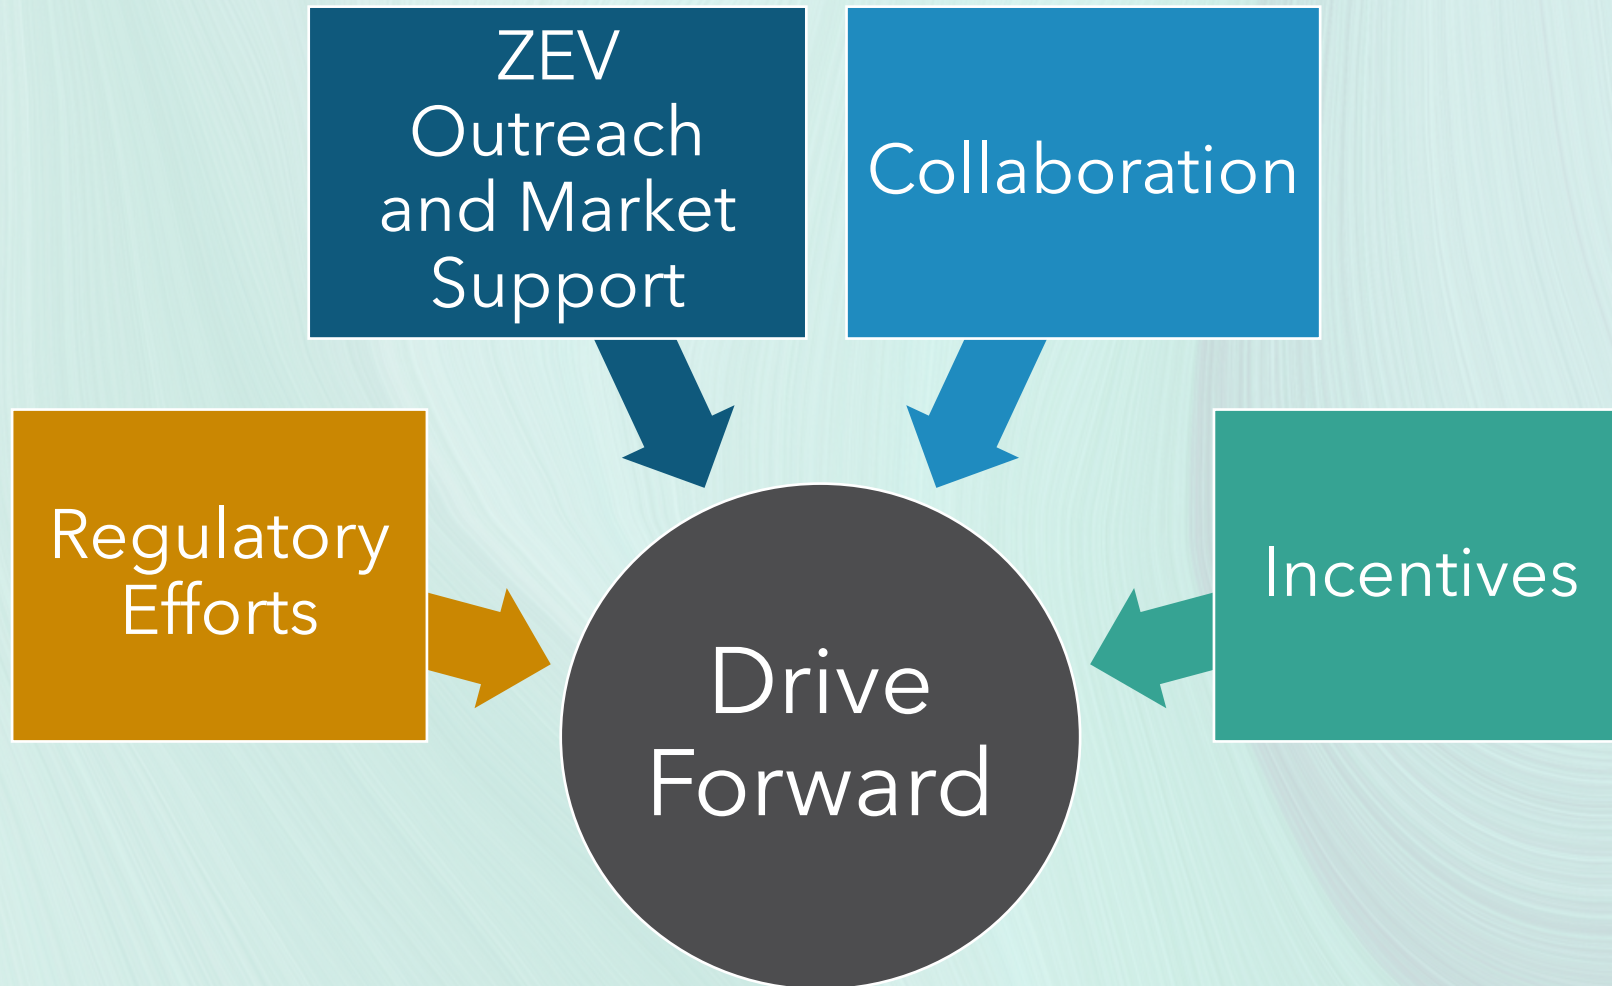 ZEV
Outreach
and Market
Support
Collaboration
Regulatory
Efforts
Incentives
Drive
Forward